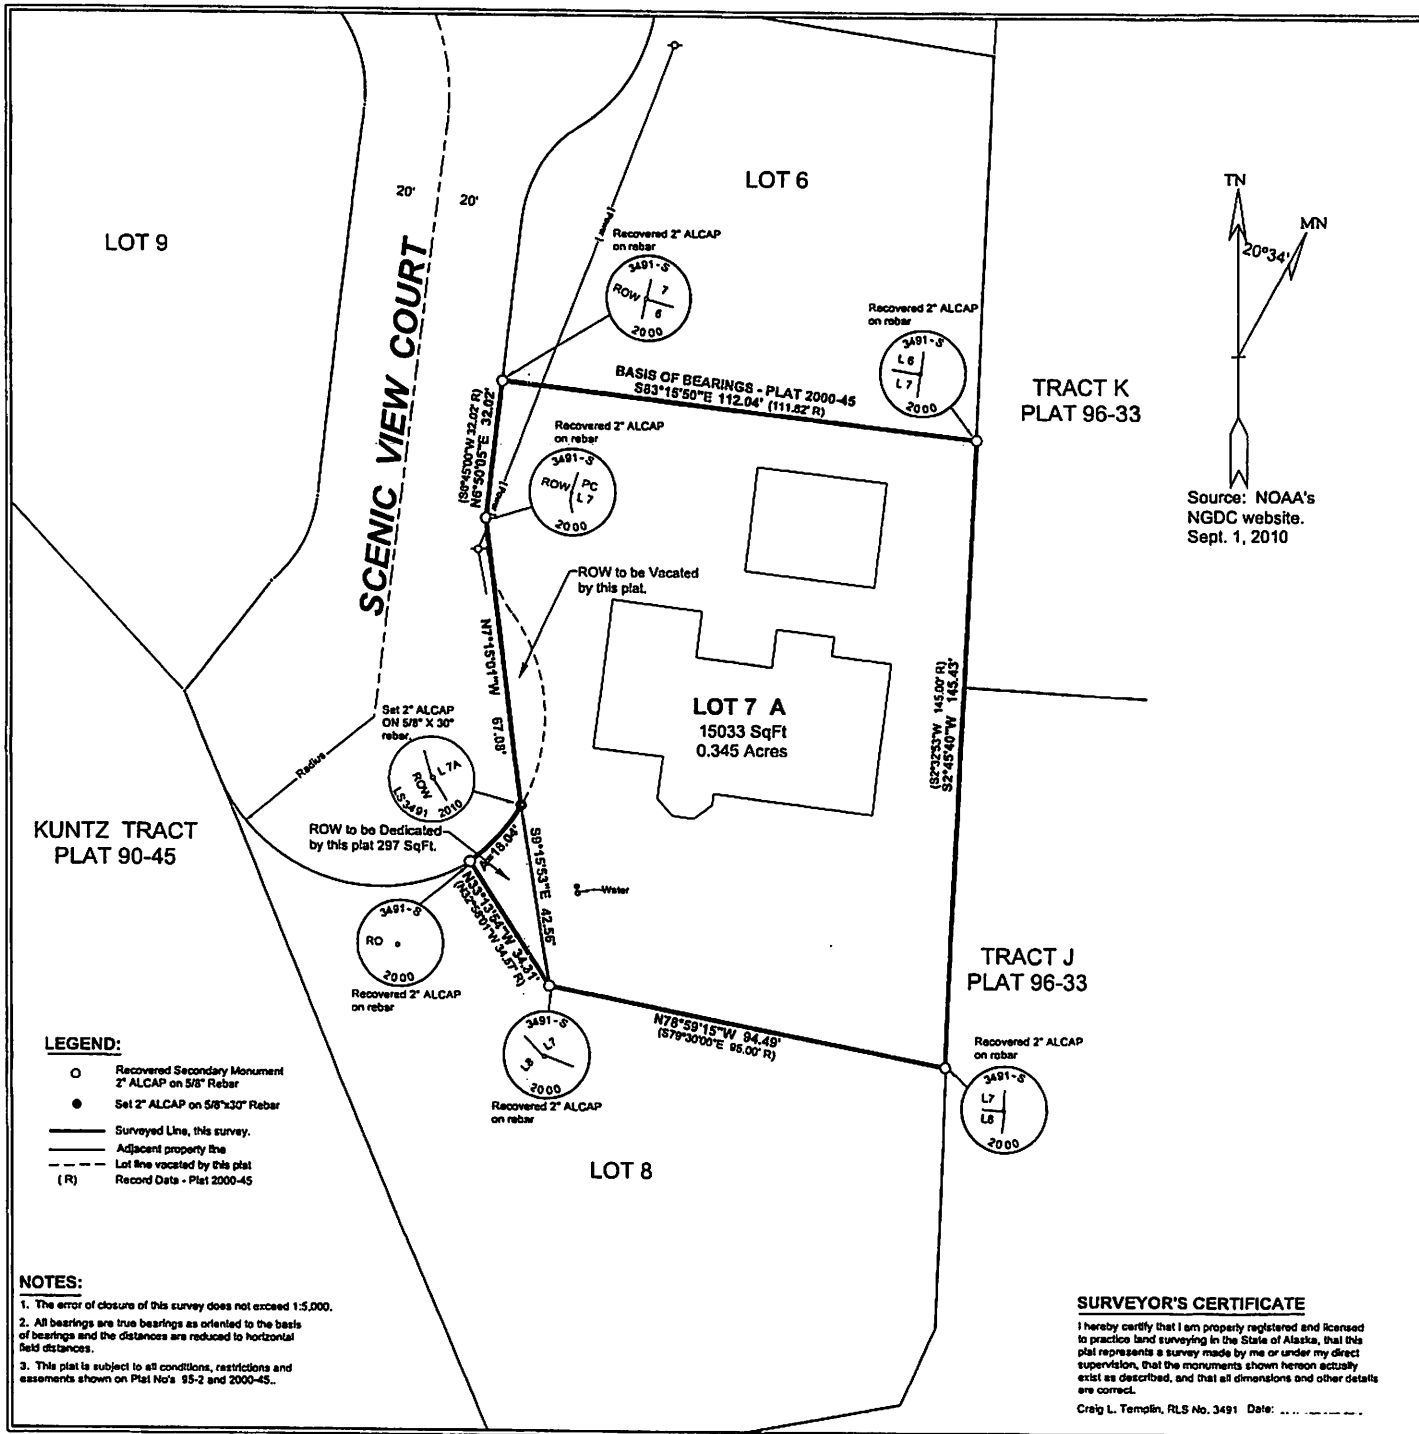 LOT 6
LOT 9
20'
20'
SCENIC VIEW COURT
TN
MN
20°34'
Source: NOAA's
NGDC website.
Sept. 1, 2010
(Power)
Recovered 2" ALCAP
on rebar
3491-S
ROW
7
6
2000
Recovered 2" ALCAP
on rebar
3491-S
L 6
L 7
2000
BASIS OF BEARINGS - PLAT 2000-45
S83°15'50"E 112.04' (111.82' R)
TRACT K
PLAT 96-33
(S6°45'00"W 32.02' R)
N6°50'05"E 32.02'
Recovered 2" ALCAP
on rebar
3491-S
ROW
PC
L 7
2000
ROW to be Vacated
by this plat.
N7°15'01"W 67.08'
LOT 7 A
15033 SqFt
0.345 Acres
(S2°32'53"W 145.00' R)
S2°45'40"W 145.43'
Set 2" ALCAP
ON 5/8" X 30"
rebar.
L 7A
ROW
LS3491 2010
Radius
KUNTZ TRACT
PLAT 90-45
ROW to be Dedicated
by this plat 297 SqFt.
A=18.04'
S9°15'53"E 42.56'
Water
N33°13'54"W 34.31'
(N32°58'01"W 34.57' R)
3491-S
RO
2000
Recovered 2" ALCAP
on rebar
TRACT J
PLAT 96-33
N78°59'15"W 94.49'
(S79°30'00"E 95.00' R)
3491-S
L7
L8
2000
Recovered 2" ALCAP
on rebar
Recovered 2" ALCAP
on rebar
3491-S
L7
L8
2000
LOT 8
LEGEND:
Recovered Secondary Monument
2" ALCAP on 5/8" Rebar
Set 2" ALCAP on 5/8"x30" Rebar
Surveyed Line, this survey.
Adjacent property line
Lot line vacated by this plat
( R) Record Data - Plat 2000-45
NOTES:
1. The error of closure of this survey does not exceed 1:5,000.
2. All bearings are true bearings as oriented to the basis
of bearings and the distances are reduced to horizontal
field distances.
3. This plat is subject to all conditions, restrictions and
easements shown on Plat No's 95-2 and 2000-45..
SURVEYOR'S CERTIFICATE
I hereby certify that I am property registered and licensed
to practice land surveying in the State of Alaska, that this
plat represents a survey made by me or under my direct
supervision, that the monuments shown hereon actually
exist as described, and that all dimensions and other details
are correct.
Craig L. Templin, RLS No. 3491 Date: